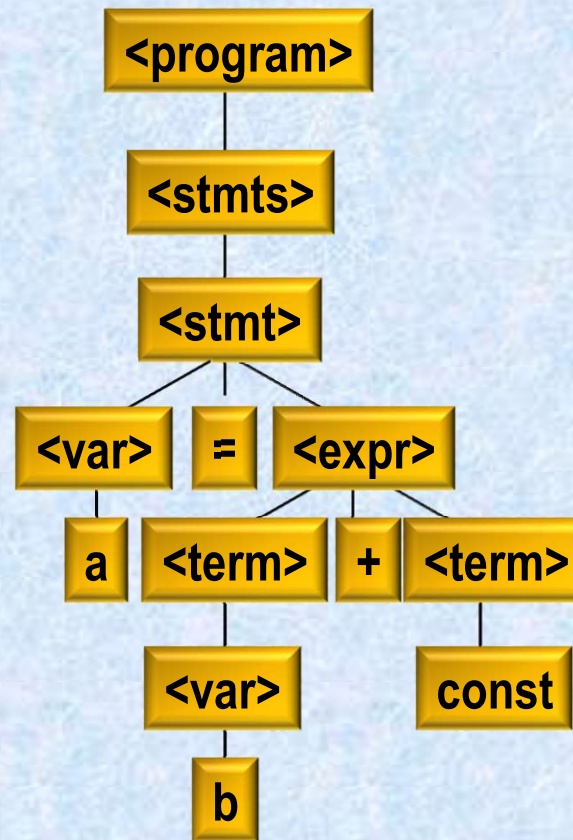 <program>
<stmts>
<stmt>
<var> = <expr>
a <term> + <term>
<var> const
b